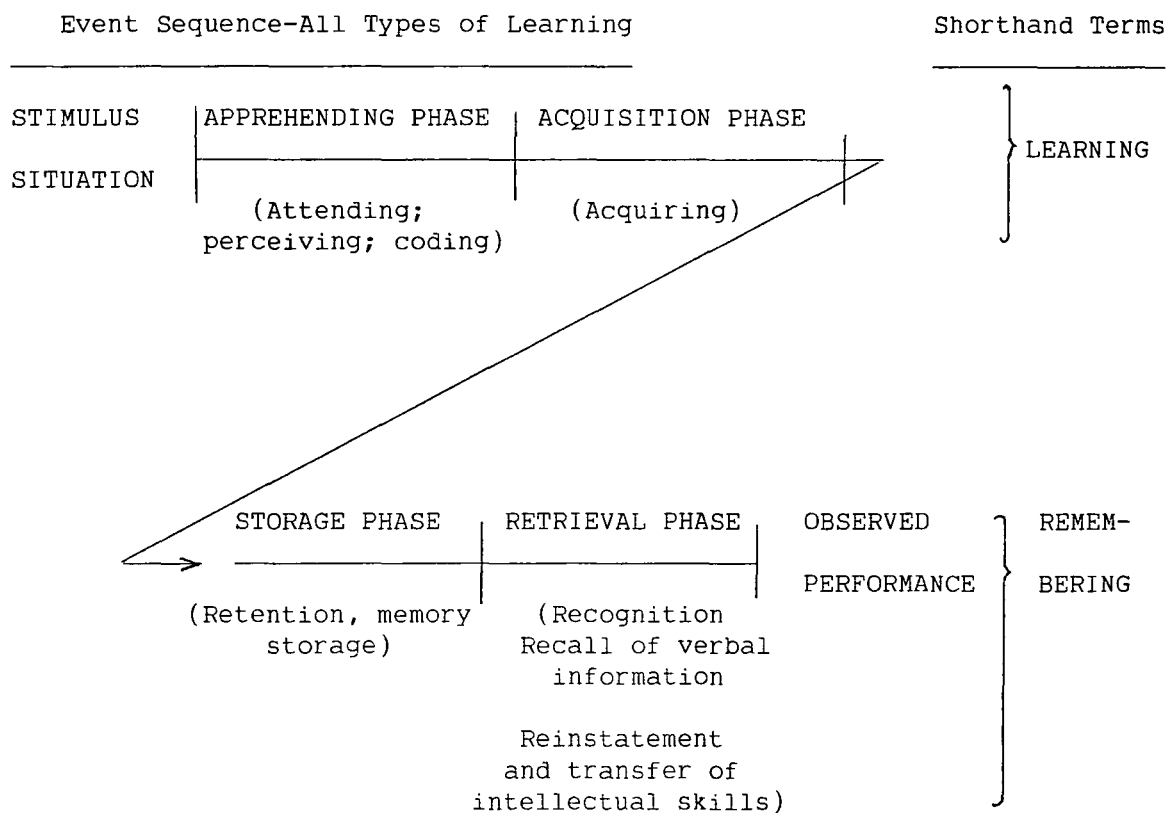 Event Sequence-All Types of Learning
Shorthand Terms
STIMULUS
SITUATION
APPREHENDING PHASE
(Attending;
perceiving; coding)
ACQUISITION PHASE
(Acquiring)
LEARNING
STORAGE PHASE
(Retention, memory
storage)
RETRIEVAL PHASE
(Recognition
Recall of verbal
information
Reinstatement
and transfer of
intellectual skills)
OBSERVED
PERFORMANCE
REMEM-
BERING